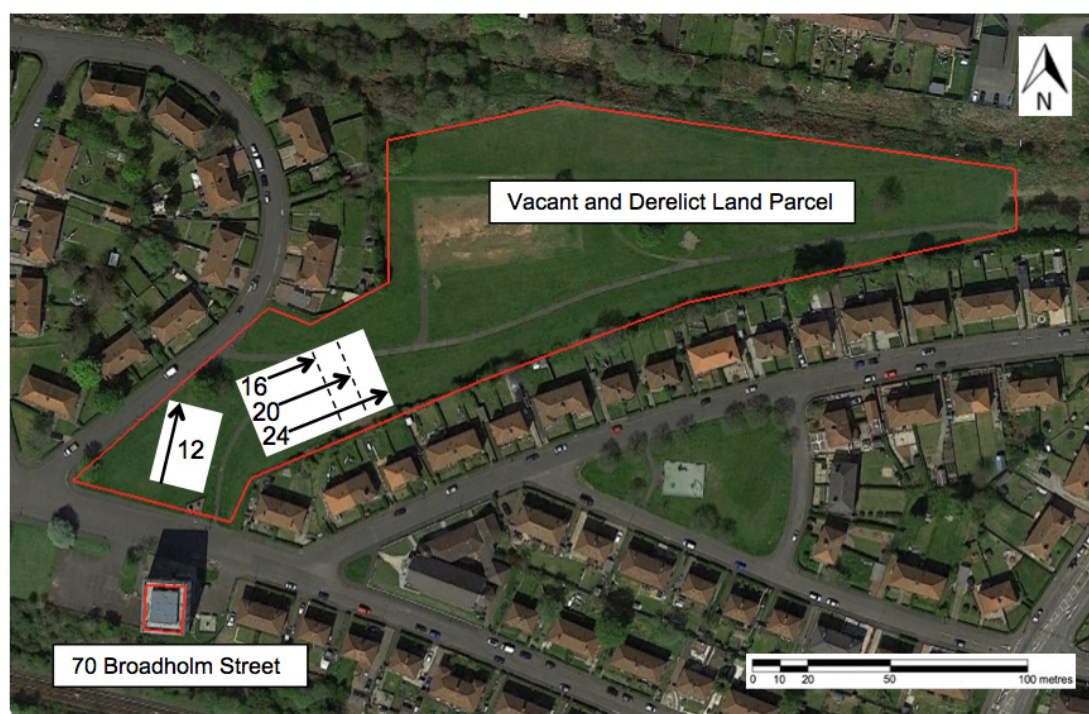 N
Vacant and Derelict Land Parcel
16
20
24
12
70 Broadholm Street
0 10 20 50 100 metres